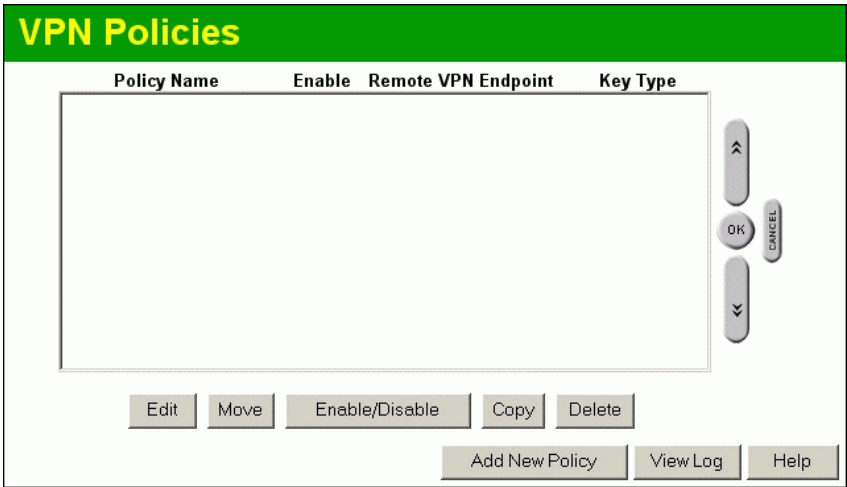 VPN Policies
Policy Name Enable Remote VPN Endpoint Key Type
OK
CANCEL
Edit Move Enable/Disable Copy Delete
Add New Policy View Log Help